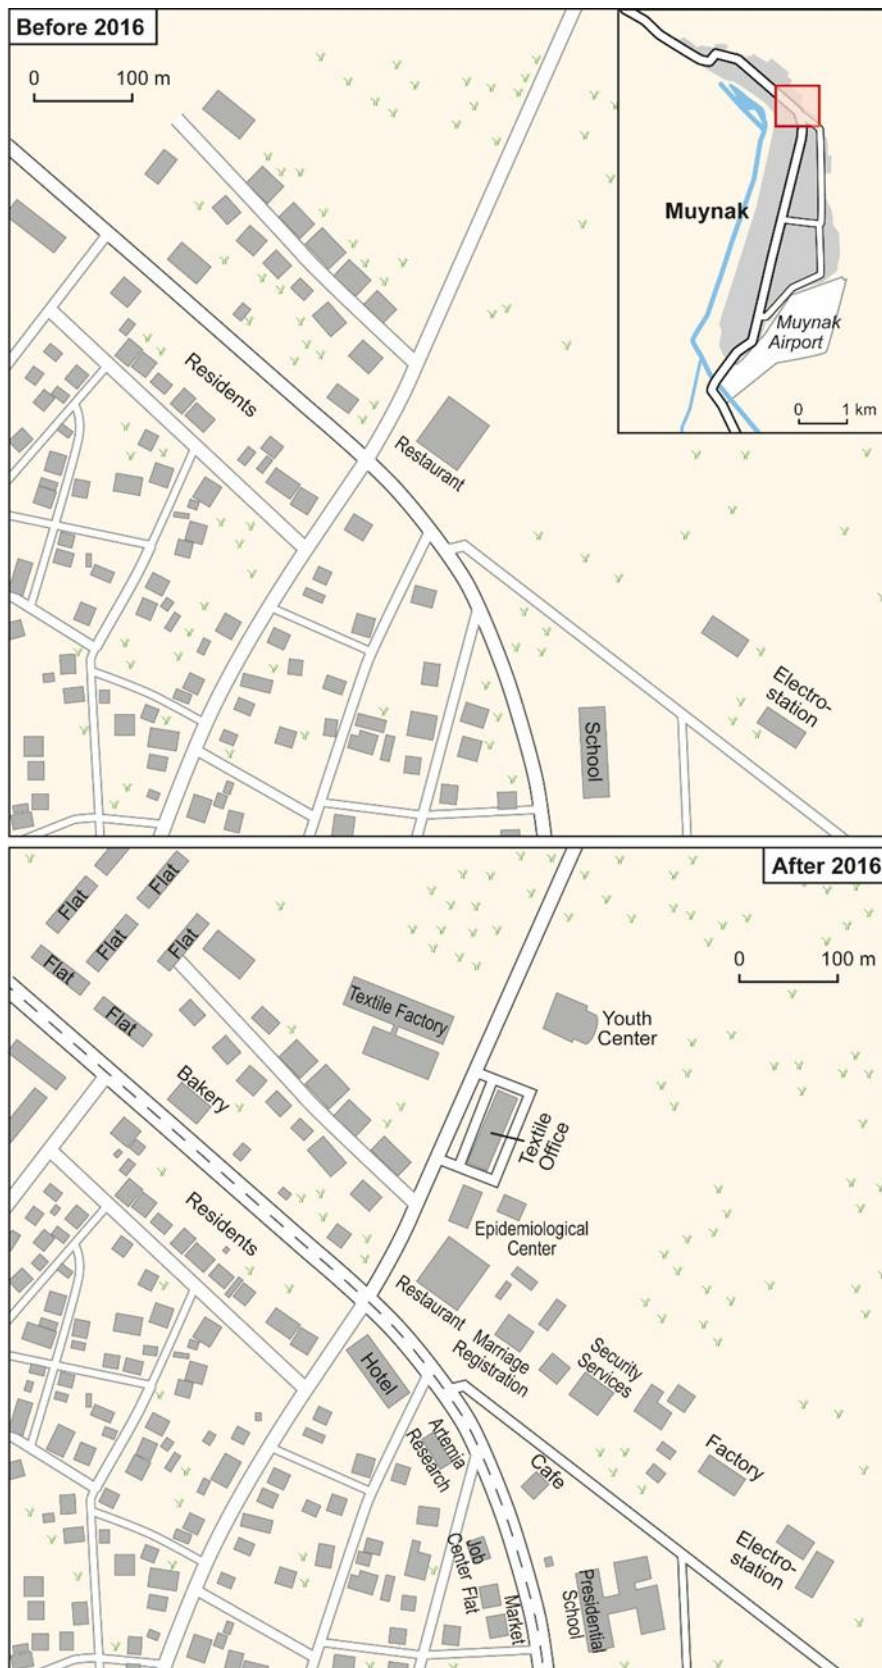 Before 2016
0 100 m
Muynak
Muynak
Airport
0 1 km
Residents
Restaurant
Electro-
station
School
After 2016
0 100 m
Flat
Flat
Flat
Flat
Flat
Flat
Textile Factory
Youth
Center
Bakery
Textile
Office
Residents
Epidemiological
Center
Restaurant
Marriage
Registration
Security
Services
Hotel
Artemia
Research
Cafe
Factory
Job
Center Flat
Market
Electro-
station
Presidential
School